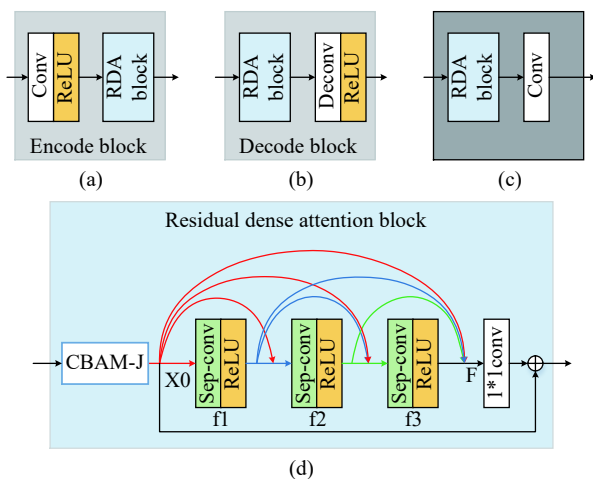 Conv
ReLU
RDA
block
Encode block
(a)
RDA
block
Deconv
ReLU
Decode block
(b)
RDA
block
Conv
(c)
Residual dense attention block
CBAM-J
X0
Sep-conv
ReLU
f1
Sep-conv
ReLU
f2
Sep-conv
ReLU
f3
F
1*1conv
(d)